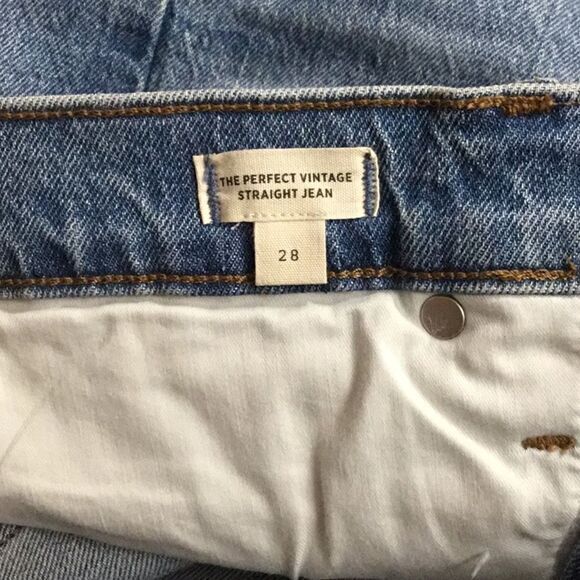 THE PERFECT VINTAGE
STRAIGHT JEAN
28